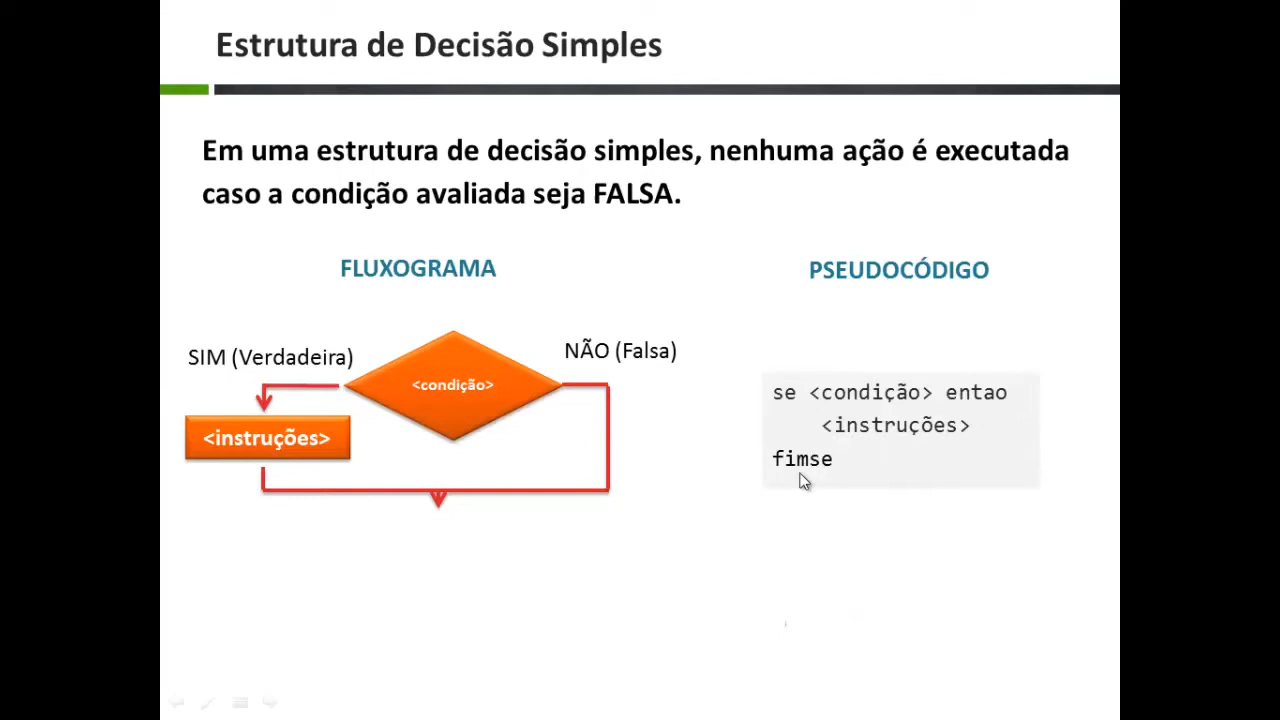 Estrutura de Decisão Simples
Em uma estrutura de decisão simples, nenhuma ação é executada
caso a condição avaliada seja FALSA.
FLUXOGRAMA
SIM (Verdadeira)
NÃO (Falsa)
<condição>
<instruções>
PSEUDOCÓDIGO
se <condição> entao
<instruções>
fimse